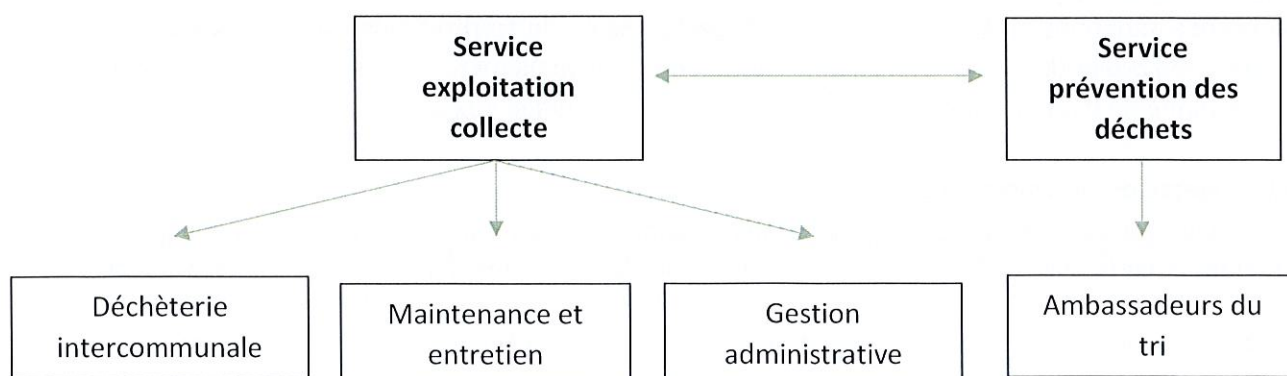 Service
exploitation
collecte
Service
prévention des
déchets
Déchèterie
intercommunale
Maintenance et
entretien
Gestion
administrative
Ambassadeurs du
tri